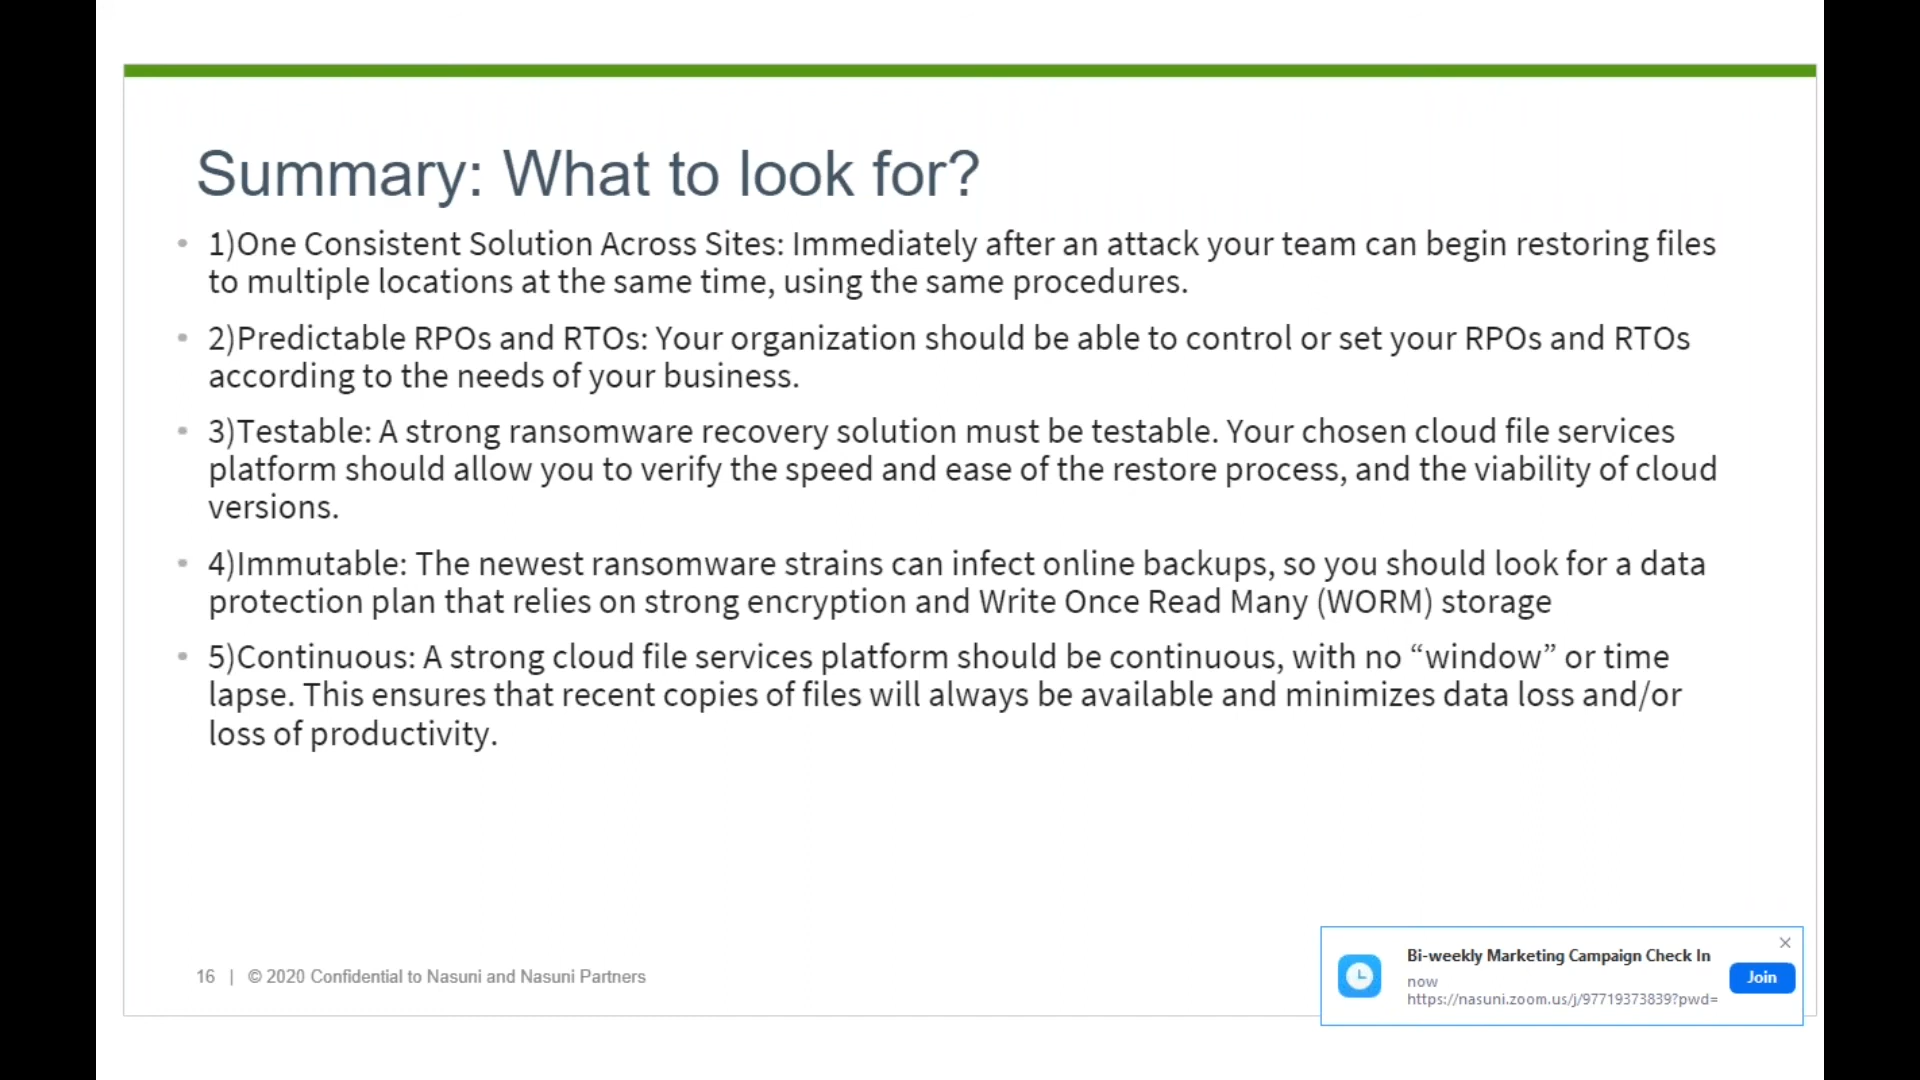 Summary: What to look for?
• 1)One Consistent Solution Across Sites: Immediately after an attack your team can begin restoring files
to multiple locations at the same time, using the same procedures.
• 2)Predictable RPOs and RTOs: Your organization should be able to control or set your RPOs and RTOs
according to the needs of your business.
• 3)Testable: A strong ransomware recovery solution must be testable. Your chosen cloud file services
platform should allow you to verify the speed and ease of the restore process, and the viability of cloud
versions.
• 4)Immutable: The newest ransomware strains can infect online backups, so you should look for a data
protection plan that relies on strong encryption and Write Once Read Many (WORM) storage
• 5)Continuous: A strong cloud file services platform should be continuous, with no “window” or time
lapse. This ensures that recent copies of files will always be available and minimizes data loss and/or
loss of productivity.
16 | © 2020 Confidential to Nasuni and Nasuni Partners
Bi-weekly Marketing Campaign Check In
now
https://nasuni.zoom.us/j/97719373839?pwd=
Join